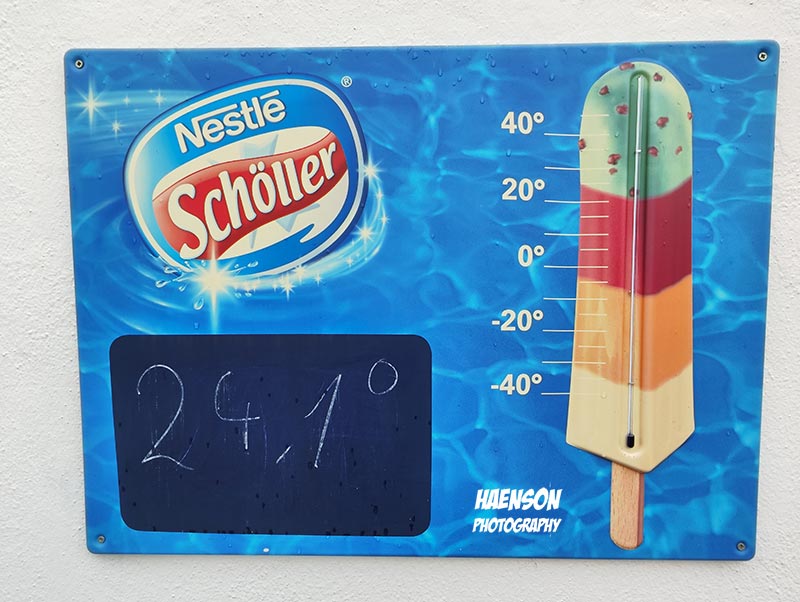 Nestlé
Schöller
®
40°
20°
0°
-20°
-40°
24,1°
HAENSON
PHOTOGRAPHY